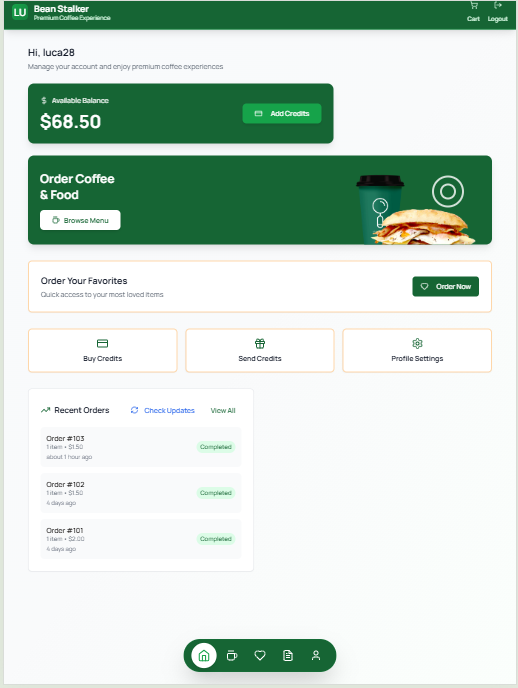 LU
Bean Stalker
Premium Coffee Experience
Cart
Logout
Hi, luca28
Manage your account and enjoy premium coffee experiences
$ Available Balance
$68.50
Add Credits
Order Coffee
& Food
Browse Menu
Order Your Favorites
Quick access to your most loved items
Order Now
Buy Credits
Send Credits
Profile Settings
Recent Orders
Check Updates
View All
Order #103
1 item • $1.50
about 1 hour ago
Completed
Order #102
1 item • $1.50
4 days ago
Completed
Order #101
1 item • $2.00
4 days ago
Completed